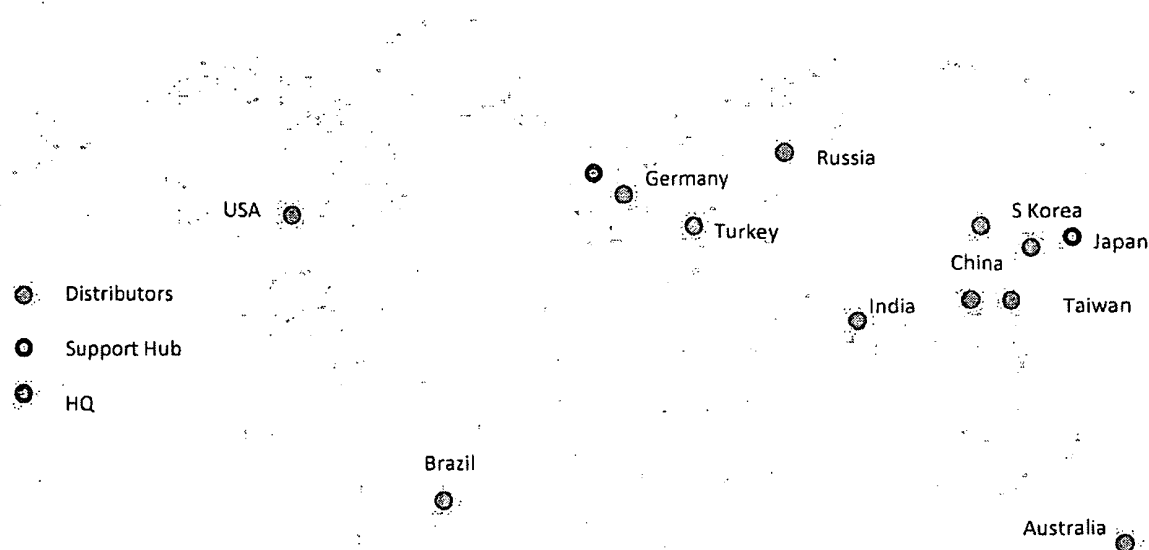 Russia
Germany
USA
Turkey
S Korea
Japan
China
Distributors
India
Taiwan
Support Hub
HQ
Brazil
Australia